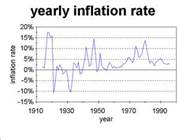 yearly inflation rate
20%
15%
10%
5%
0%
-5%
-10%
-15%
inflation rate
1910 1930 1950 1970 1990
year